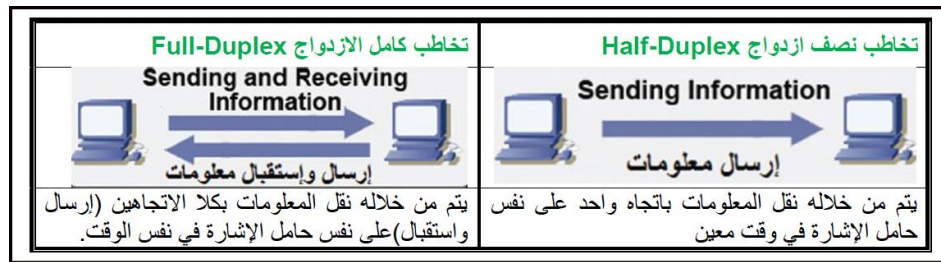 تخاطب نصف ازدواج Half-Duplex
Sending Information
إرسال معلومات
يتم من خلاله نقل المعلومات باتجاه واحد على نفس
حامل الإشارة في وقت معين
تخاطب كامل الازدواج Full-Duplex
Sending and Receiving
Information
إرسال وإستقبال معلومات
يتم من خلاله نقل المعلومات بكلا الاتجاهين (إرسال
واستقبال)على نفس حامل الإشارة في نفس الوقت.